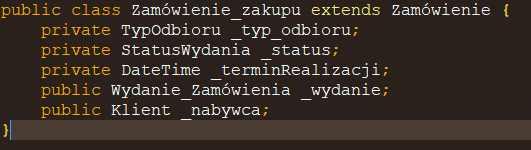 public class Zamówienie_zakupu extends Zamówienie {
    private TypOdbioru _typ_odbioru;
    private StatusWydania _status;
    private DateTime _terminRealizacji;
    public Wydanie_Zamówienia _wydanie;
    public Klient _nabywca;
}